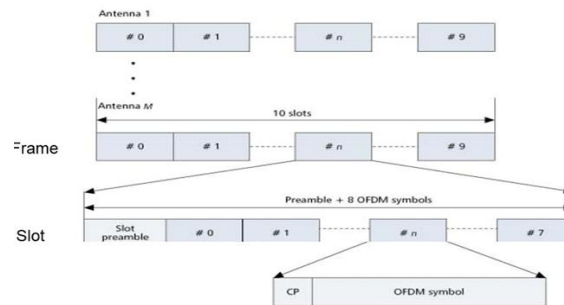 Antenna 1
# 0 # 1 # n # 9
Antenna M
10 slots
Frame # 0 # 1 # n # 9
Preamble + 8 OFDM symbols
Slot Slot preamble # 0 # 1 # n # 7
CP OFDM symbol